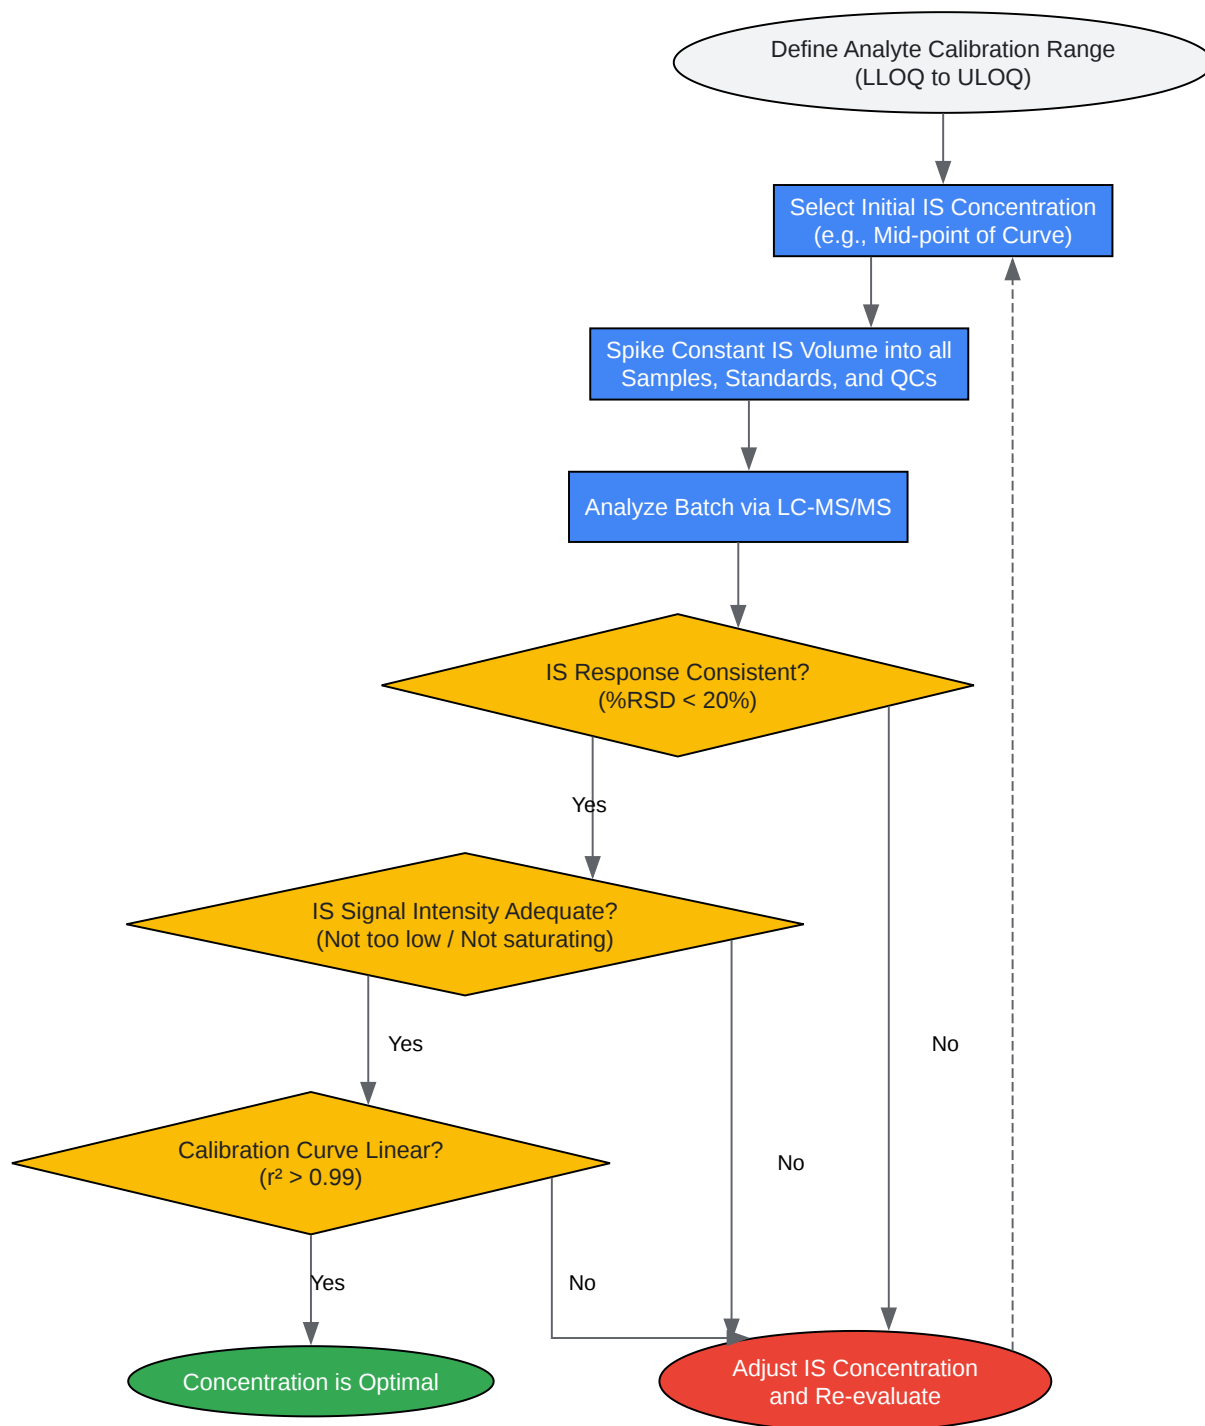 Define Analyte Calibration Range
(LLOQ to ULOQ)
Select Initial IS Concentration
(e.g., Mid-point of Curve)
Spike Constant IS Volume into all
Samples, Standards, and QCs
Analyze Batch via LC-MS/MS
IS Response Consistent?
(%RSD < 20%)
Yes
IS Signal Intensity Adequate?
(Not too low / Not saturating)
Yes
No
Calibration Curve Linear?
(r² > 0.99)
No
Yes
No
Concentration is Optimal
Adjust IS Concentration
and Re-evaluate